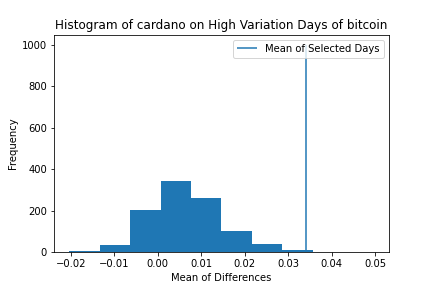 Histogram of cardano on High Variation Days of bitcoin
Mean of Selected Days
1000
800
600
400
200
0
Frequency
−0.02 −0.01 0.00 0.01 0.02 0.03 0.04 0.05
Mean of Differences